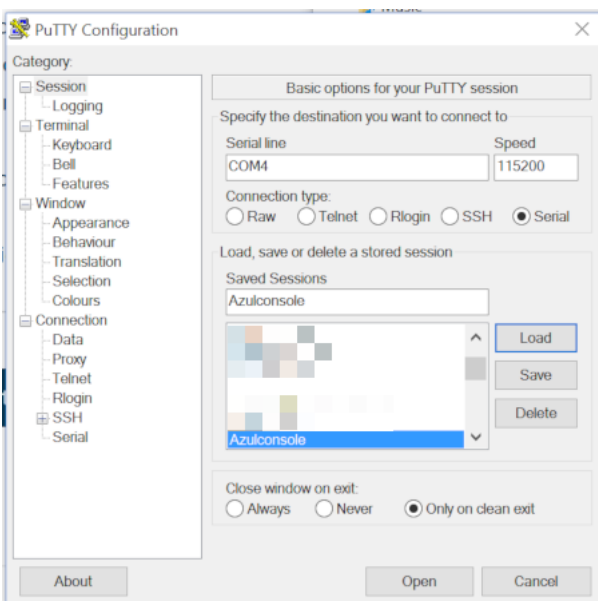 PuTTY Configuration
Category:
Session
Logging
Terminal
Keyboard
Bell
Features
Window
Appearance
Behaviour
Translation
Selection
Colours
Connection
Data
Proxy
Telnet
Rlogin
SSH
Serial
Basic options for your PuTTY session
Specify the destination you want to connect to
Serial line Speed
COM4 115200
Connection type:
Raw Telnet Rlogin SSH Serial
Load, save or delete a stored session
Saved Sessions
Azulconsole
Load
Save
Delete
Azulconsole
Close window on exit:
Always Never Only on clean exit
About Open Cancel